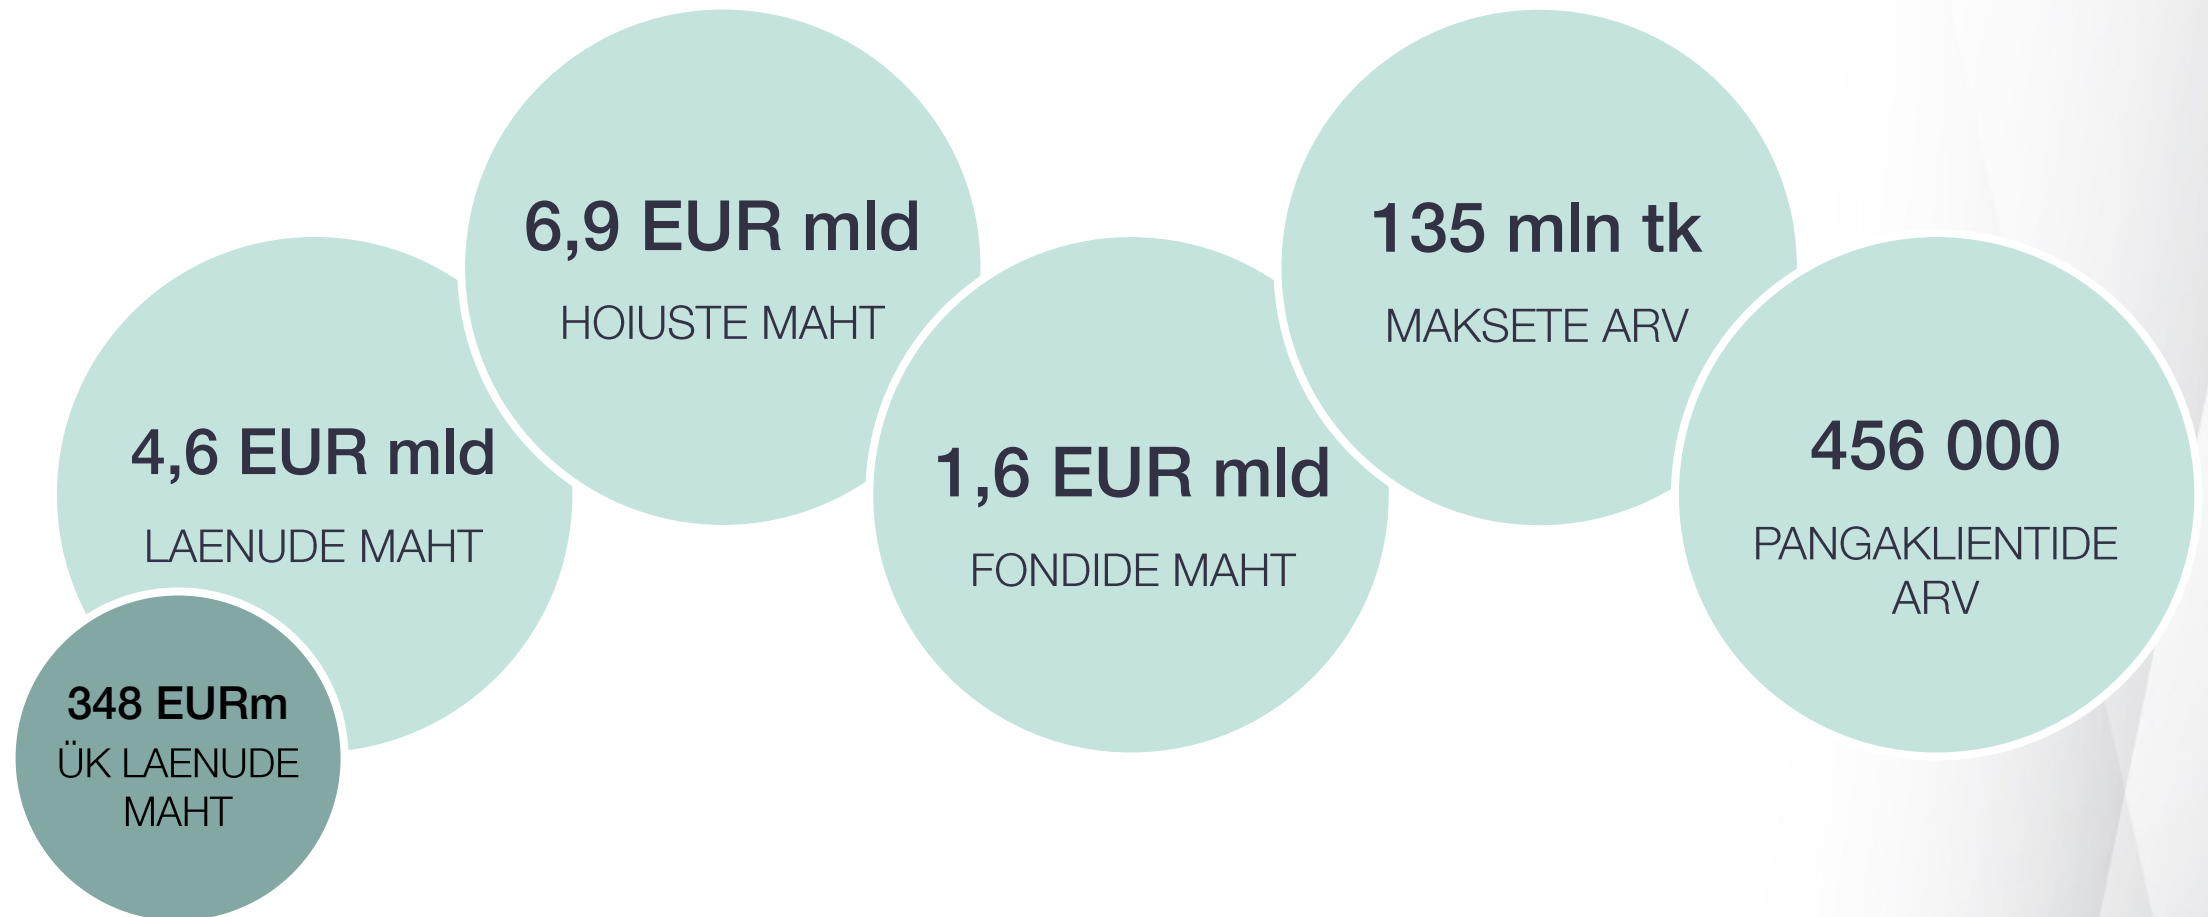 4,6 EUR mld
LAENUDE MAHT
348 EURm
ÜK LAENUDE
MAHT
6,9 EUR mld
HOIUSTE MAHT
1,6 EUR mld
FONDIDE MAHT
135 mln tk
MAKSETE ARV
456 000
PANGAKLIENTIDE
ARV